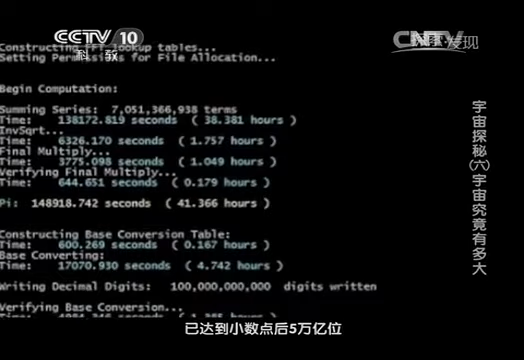 CCTV 10
科教
CNTV 探索·发现
Constructing FFT lookup tables...
Setting Permissions for File Allocation...
Begin Computation:
Summing Series: 7,051,366,938 terms
Time: 138172.819 seconds ( 38.381 hours )
InvSqrt...
Time: 6326.170 seconds ( 1.757 hours )
Final Multiply...
Time: 3775.098 seconds ( 1.049 hours )
Verifying Final Multiply...
Time: 644.651 seconds ( 0.179 hours )
Pi: 148918.742 seconds ( 41.366 hours )
Constructing Base Conversion Table:
Time: 600.269 seconds ( 0.167 hours )
Base Converting:
Time: 17070.930 seconds ( 4.742 hours )
Writing Decimal Digits: 100,000,000,000 digits written
Verifying Base Conversion...
宇宙探秘(六)宇宙究竟有多大
已达到小数点后5万亿位